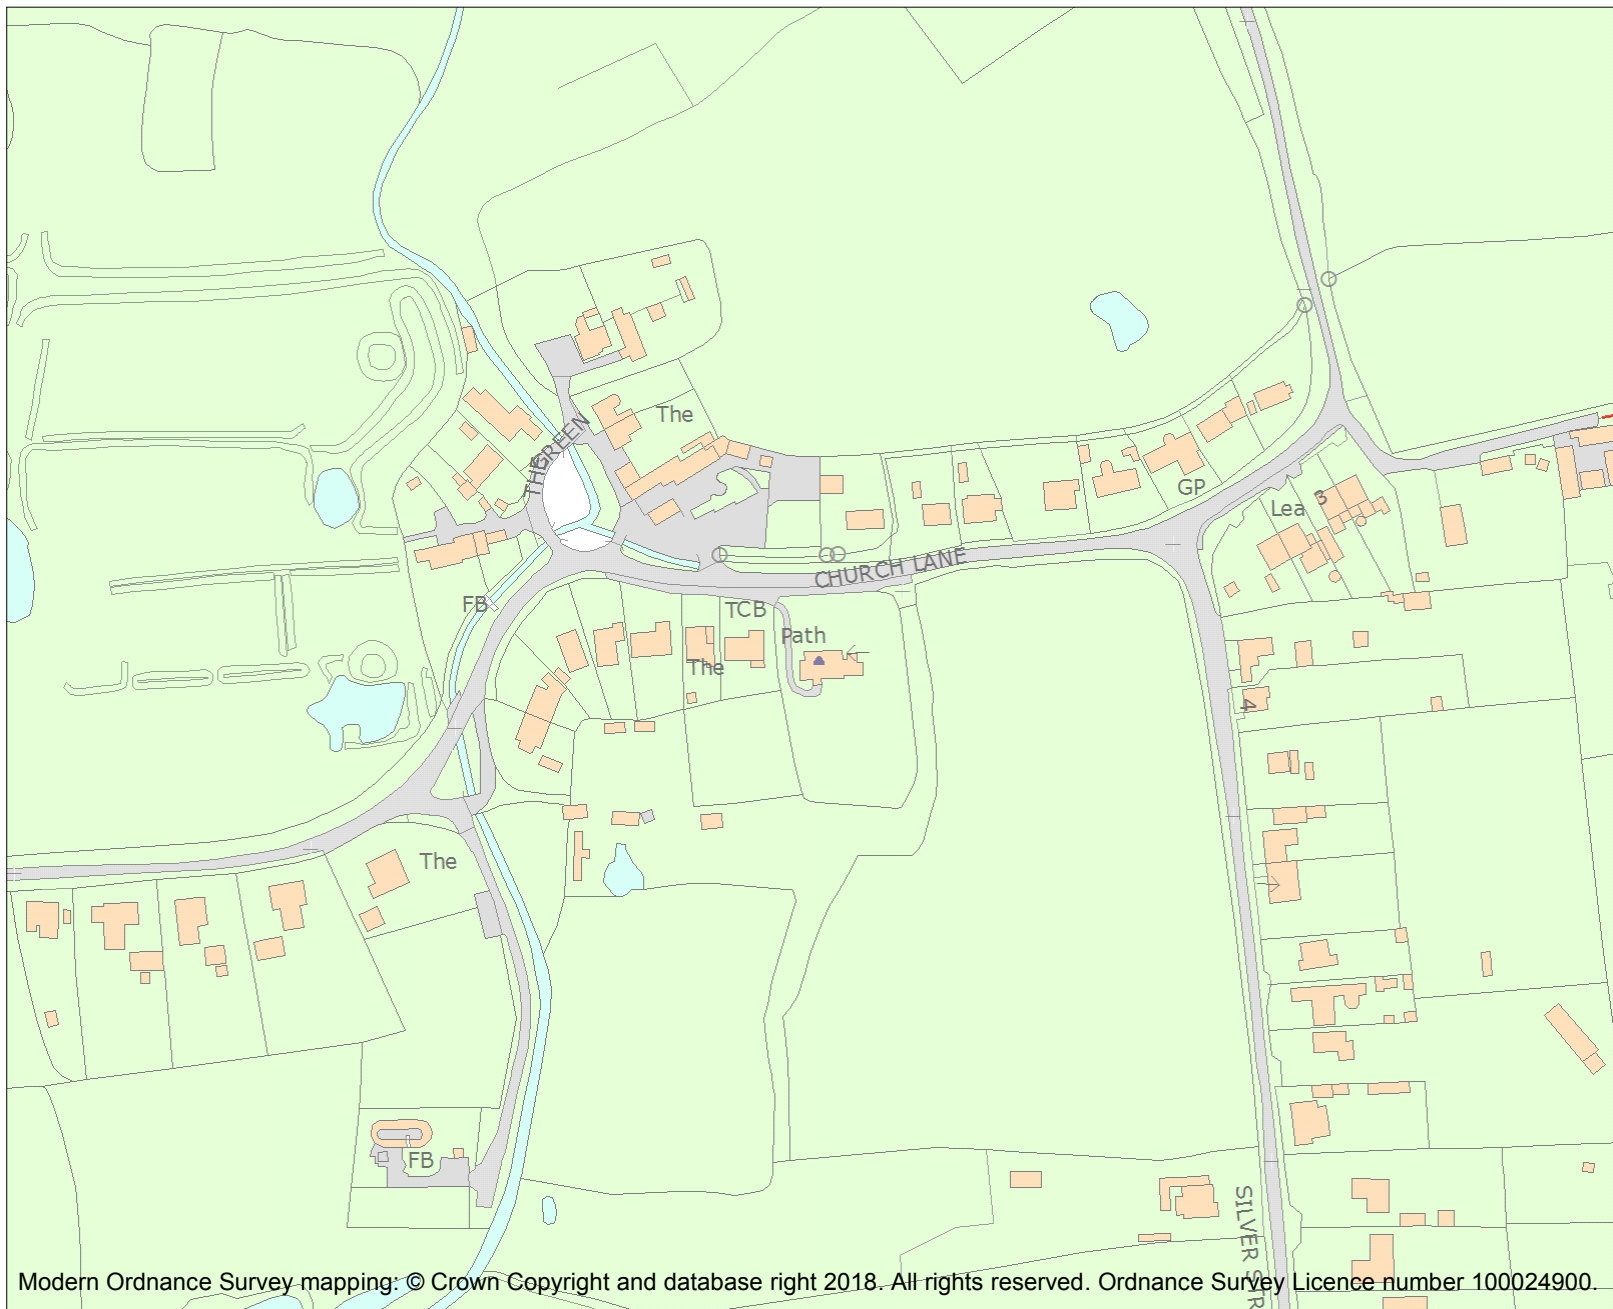 The
THE GREEN
GP
Lea
3
CHURCH LANE
FB
TCB
Path
The
4
The
FB
SILVER STR
Modern Ordnance Survey mapping: © Crown Copyright and database right 2018. All rights reserved. Ordnance Survey Licence number 100024900.